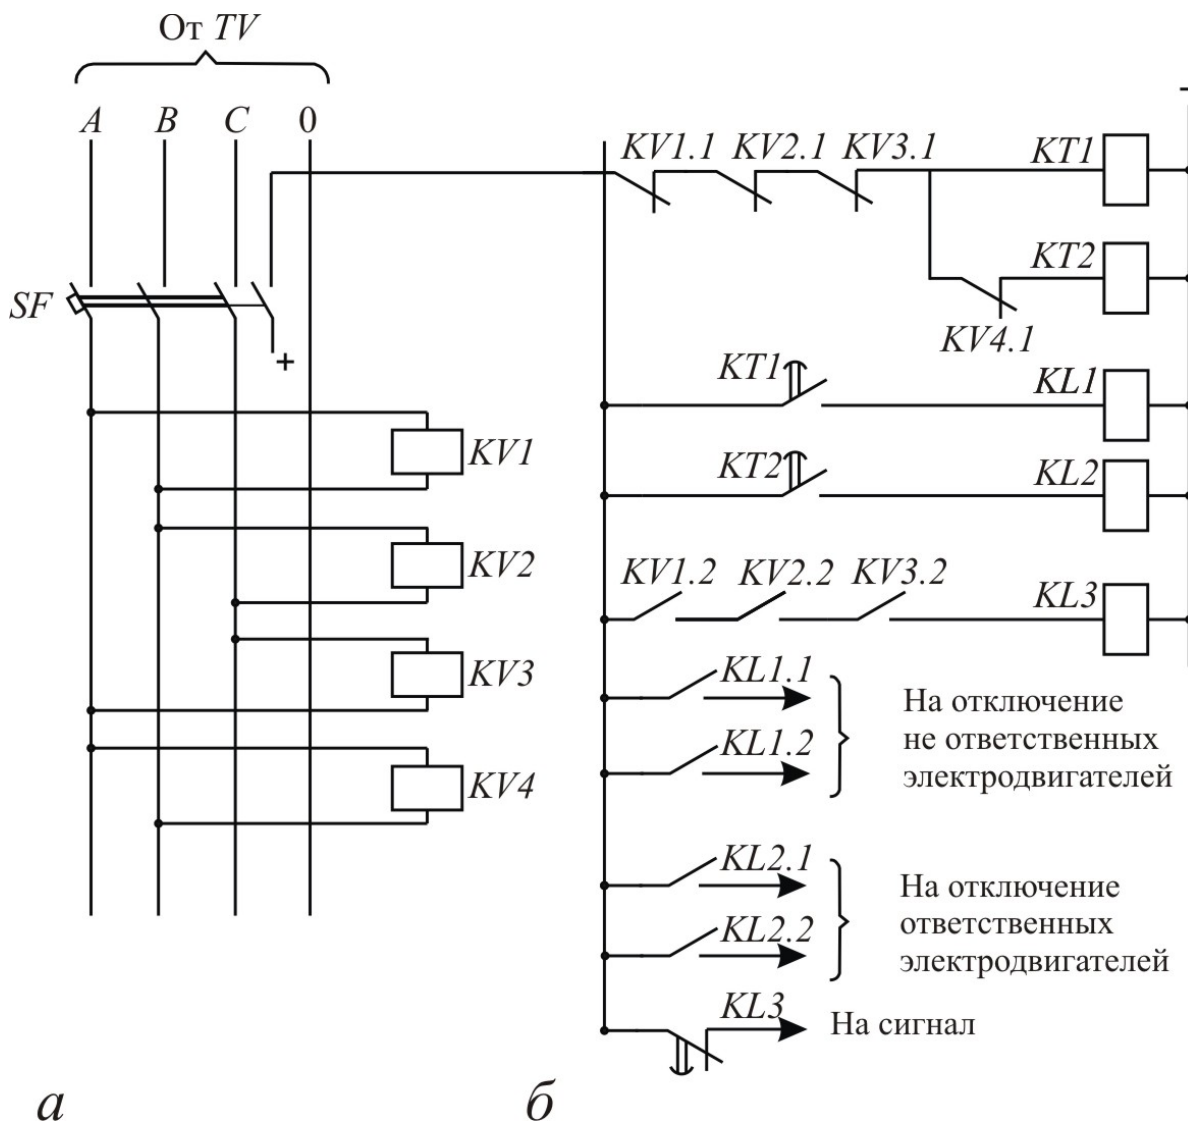 От TV
A B C 0
SF
+
KV1
KV2
KV3
KV4
а
-
KV1.1 KV2.1 KV3.1 KT1
KT2
KV4.1
KT1 KL1
KT2 KL2
KV1.2 KV2.2 KV3.2 KL3
KL1.1
KL1.2
На отключение
не ответственных
электродвигателей
KL2.1
KL2.2
На отключение
ответственных
электродвигателей
KL3 На сигнал
б